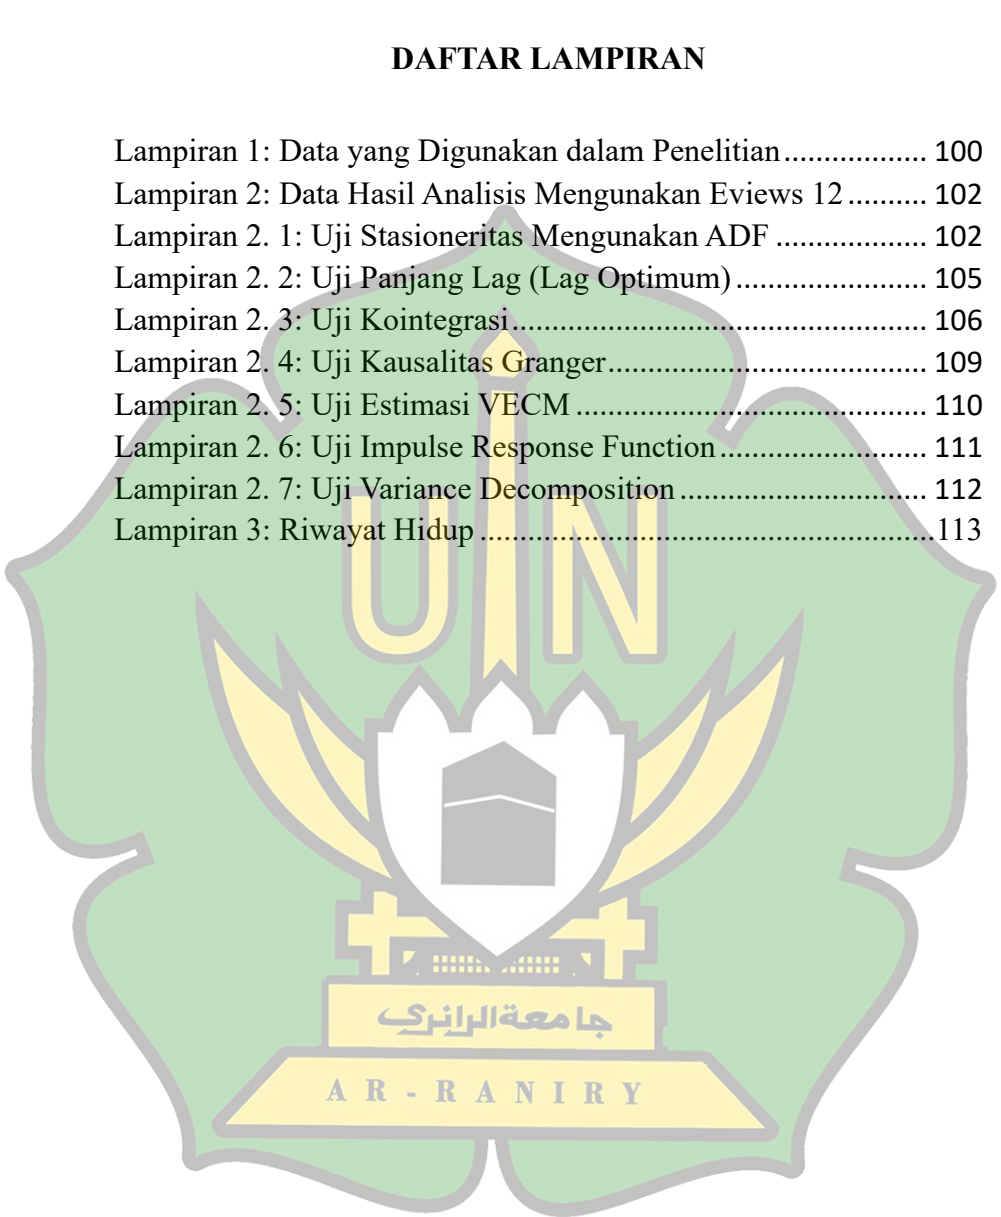 DAFTAR LAMPIRAN
Lampiran 1: Data yang Digunakan dalam Penelitian.................. 100
Lampiran 2: Data Hasil Analisis Mengunakan Eviews 12.......... 102
Lampiran 2. 1: Uji Stasioneritas Mengunakan ADF ................... 102
Lampiran 2. 2: Uji Panjang Lag (Lag Optimum)........................ 105
Lampiran 2. 3: Uji Kointegrasi.................................................... 106
Lampiran 2. 4: Uji Kausalitas Granger........................................ 109
Lampiran 2. 5: Uji Estimasi VECM ............................................ 110
Lampiran 2. 6: Uji Impulse Response Function.......................... 111
Lampiran 2. 7: Uji Variance Decomposition ............................... 112
Lampiran 3: Riwayat Hidup .........................................................113
UIN
جامعة الرانري
AR-RANIRY